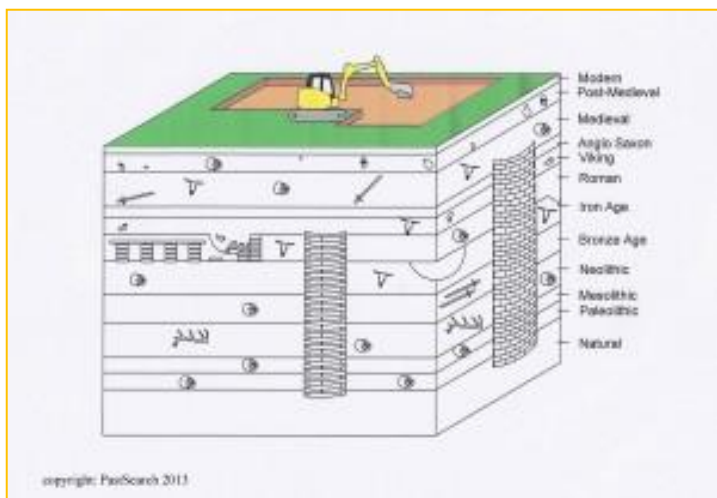 Modern
Post-Medieval
Medieval
Anglo Saxon
Viking
Roman
Iron Age
Bronze Age
Neolithic
Mesolithic
Paleolithic
Natural
copyright: PastSearch 2013